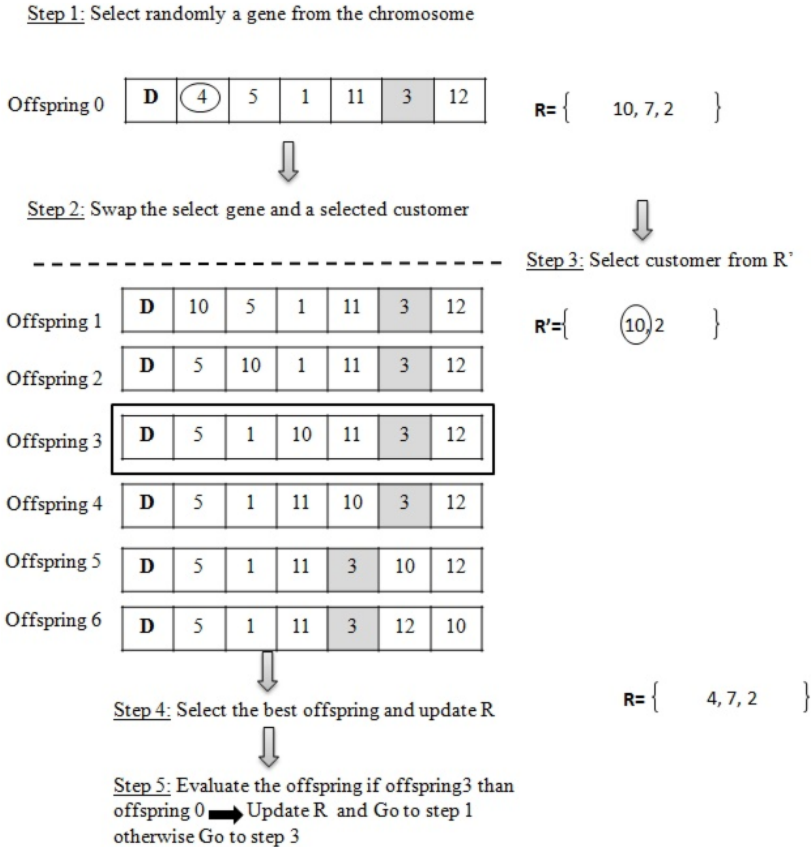 Step 1: Select randomly a gene from the chromosome
Offspring 0 D 4 5 1 11 3 12 R= { 10, 7, 2 }
Step 2: Swap the select gene and a selected customer
Step 3: Select customer from R’
Offspring 1 D 10 5 1 11 3 12 R’={ 10, 2 }
Offspring 2 D 5 10 1 11 3 12
Offspring 3 D 5 1 10 11 3 12
Offspring 4 D 5 1 11 10 3 12
Offspring 5 D 5 1 11 3 10 12
Offspring 6 D 5 1 11 3 12 10
Step 4: Select the best offspring and update R R= { 4, 7, 2 }
Step 5: Evaluate the offspring if offspring3 than
offspring 0 Update R and Go to step 1
otherwise Go to step 3